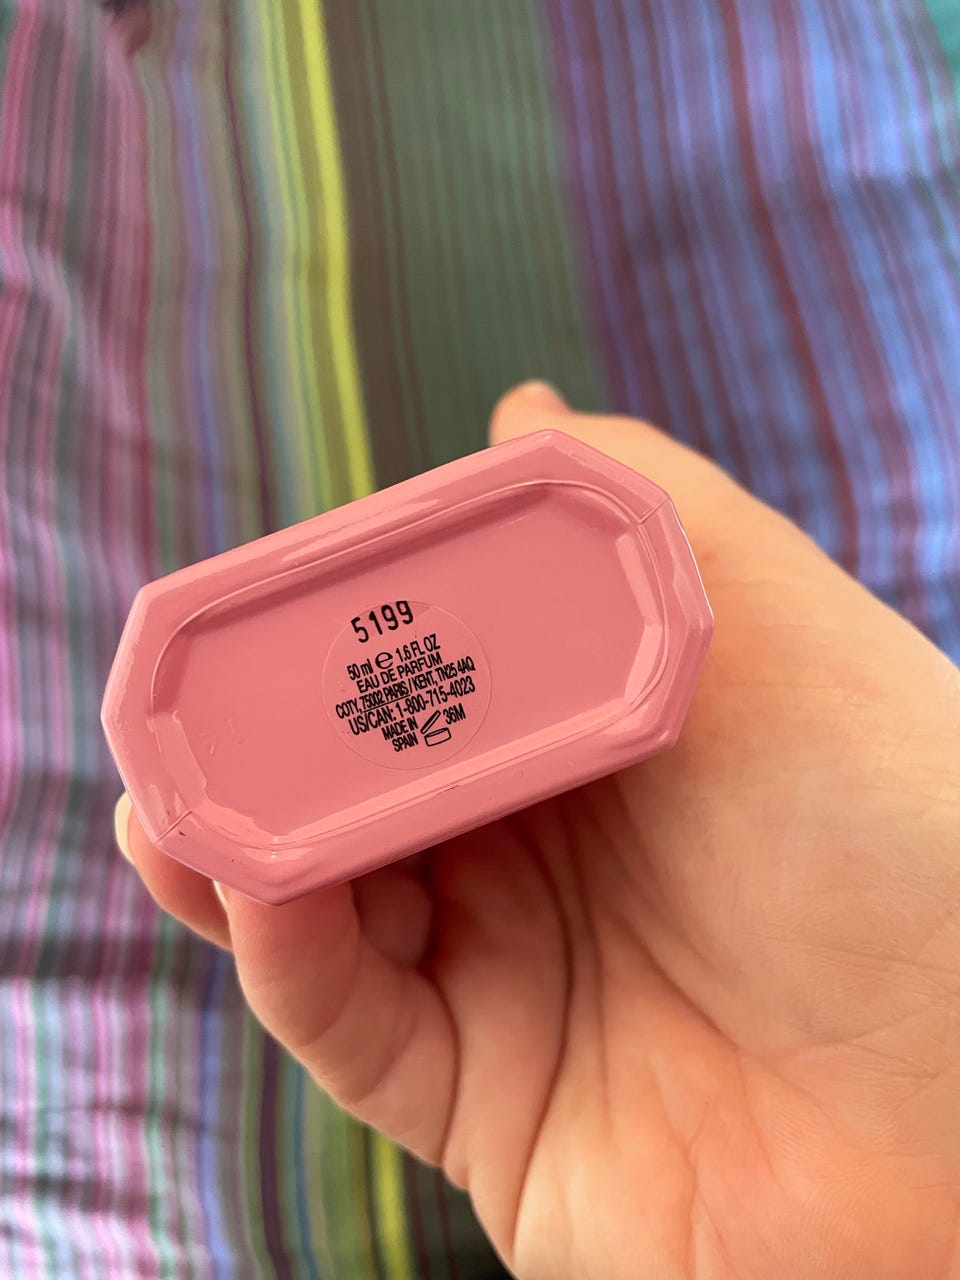 5199
50 ml e 1.6 FL OZ
EAU DE PARFUM
COTY, 75002 PARIS / KENT, TN25 4AQ
US/CAN: 1-800-715-4023
MADE IN 36M
SPAIN